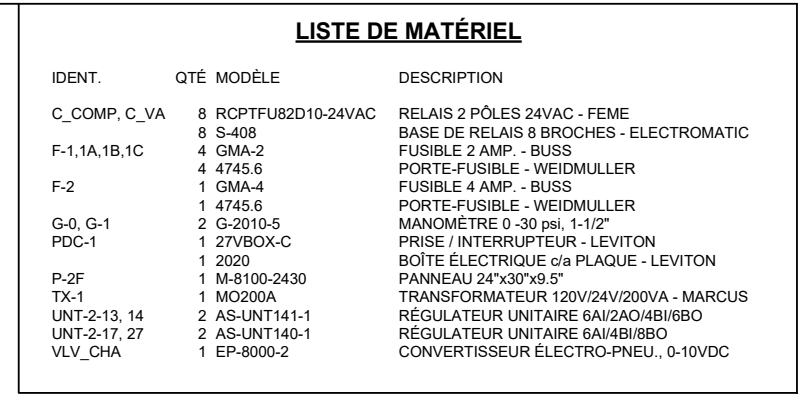 LISTE DE MATÉRIEL
IDENT. QTÉ MODÈLE DESCRIPTION
C_COMP, C_VA 8 RCPTFU82D10-24VAC RELAIS 2 PÔLES 24VAC - FEME
8 S-408 BASE DE RELAIS 8 BROCHES - ELECTROMATIC
F-1,1A,1B,1C 4 GMA-2 FUSIBLE 2 AMP. - BUSS
4 4745.6 PORTE-FUSIBLE - WEIDMULLER
F-2 1 GMA-4 FUSIBLE 4 AMP. - BUSS
1 4745.6 PORTE-FUSIBLE - WEIDMULLER
G-0, G-1 2 G-2010-5 MANOMÈTRE 0 -30 psi, 1-1/2"
PDC-1 1 27VBOX-C PRISE / INTERRUPTEUR - LEVITON
1 2020 BOÎTE ÉLECTRIQUE c/a PLAQUE - LEVITON
P-2F 1 M-8100-2430 PANNEAU 24"x30"x9.5"
TX-1 1 MO200A TRANSFORMATEUR 120V/24V/200VA - MARCUS
UNT-2-13, 14 2 AS-UNT141-1 RÉGULATEUR UNITAIRE 6AI/2AO/4BI/6BO
UNT-2-17, 27 2 AS-UNT140-1 RÉGULATEUR UNITAIRE 6AI/4BI/8BO
VLV_CHA 1 EP-8000-2 CONVERTISSEUR ÉLECTRO-PNEU., 0-10VDC